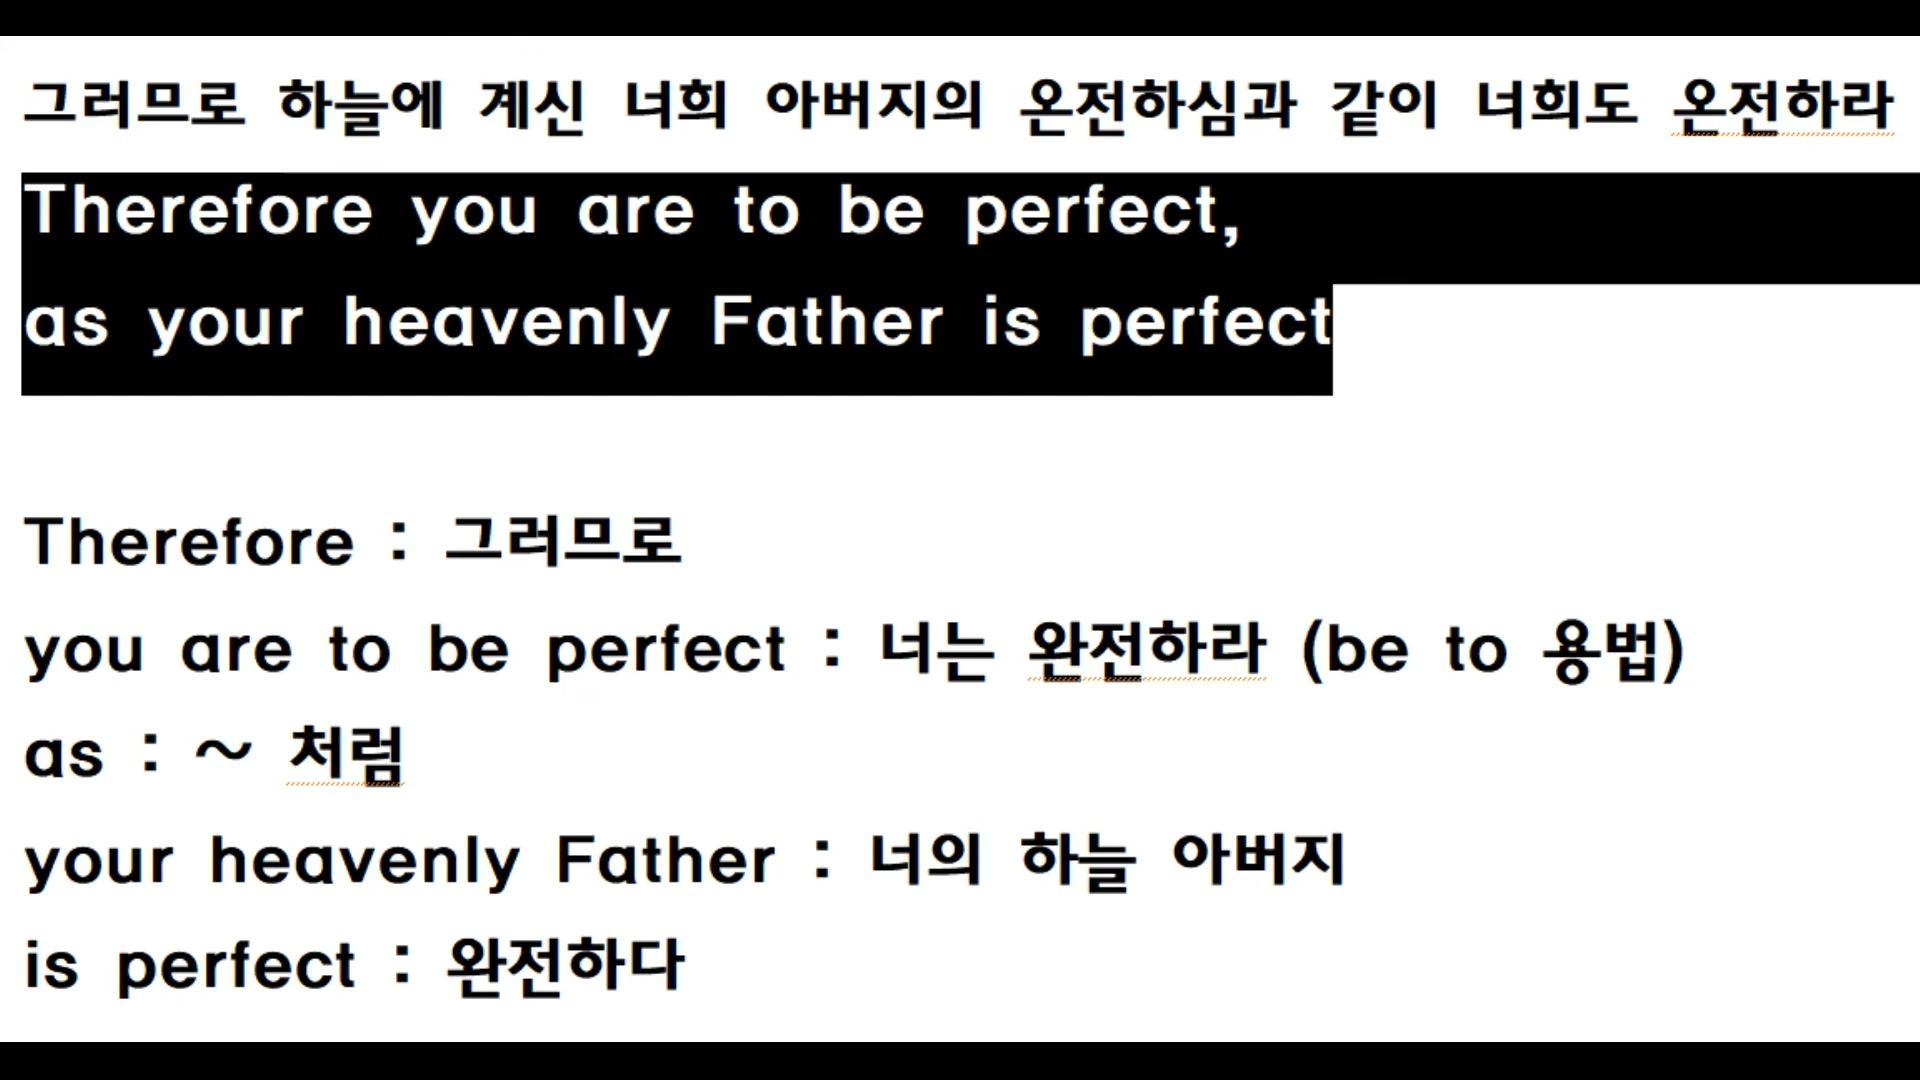 그러므로 하늘에 계신 너희 아버지의 온전하심과 같이 너희도 온전하라
Therefore you are to be perfect,
as your heavenly Father is perfect
Therefore : 그러므로
you are to be perfect : 너는 완전하라 (be to 용법)
as : ~ 처럼
your heavenly Father : 너의 하늘 아버지
is perfect : 완전하다